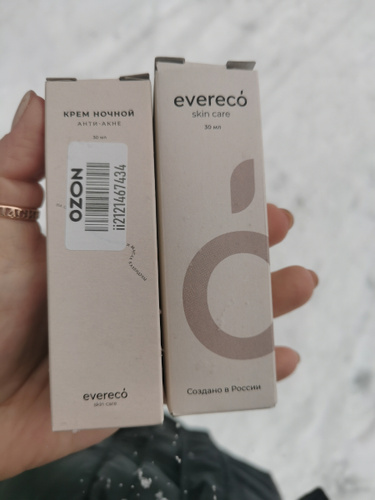 КРЕМ НОЧНОЙ
АНТИ-АКНЕ
30 мл
OZON
ii2121467434
evereco
skin care
evereco
skin care
30 мл
Создано в России